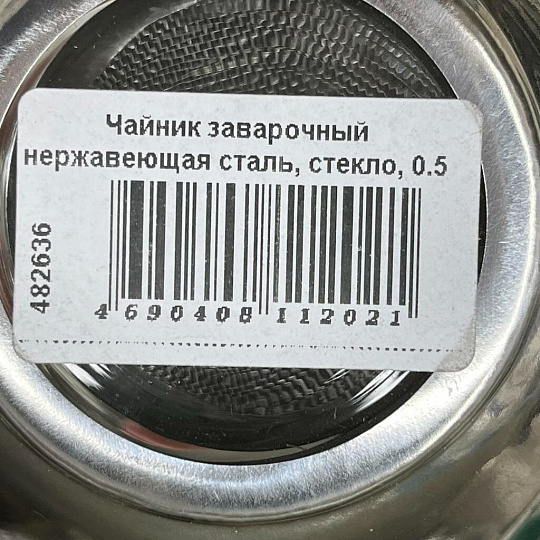 Чайник заварочный
нержавеющая сталь, стекло, 0.5
482636
4 690408 112021